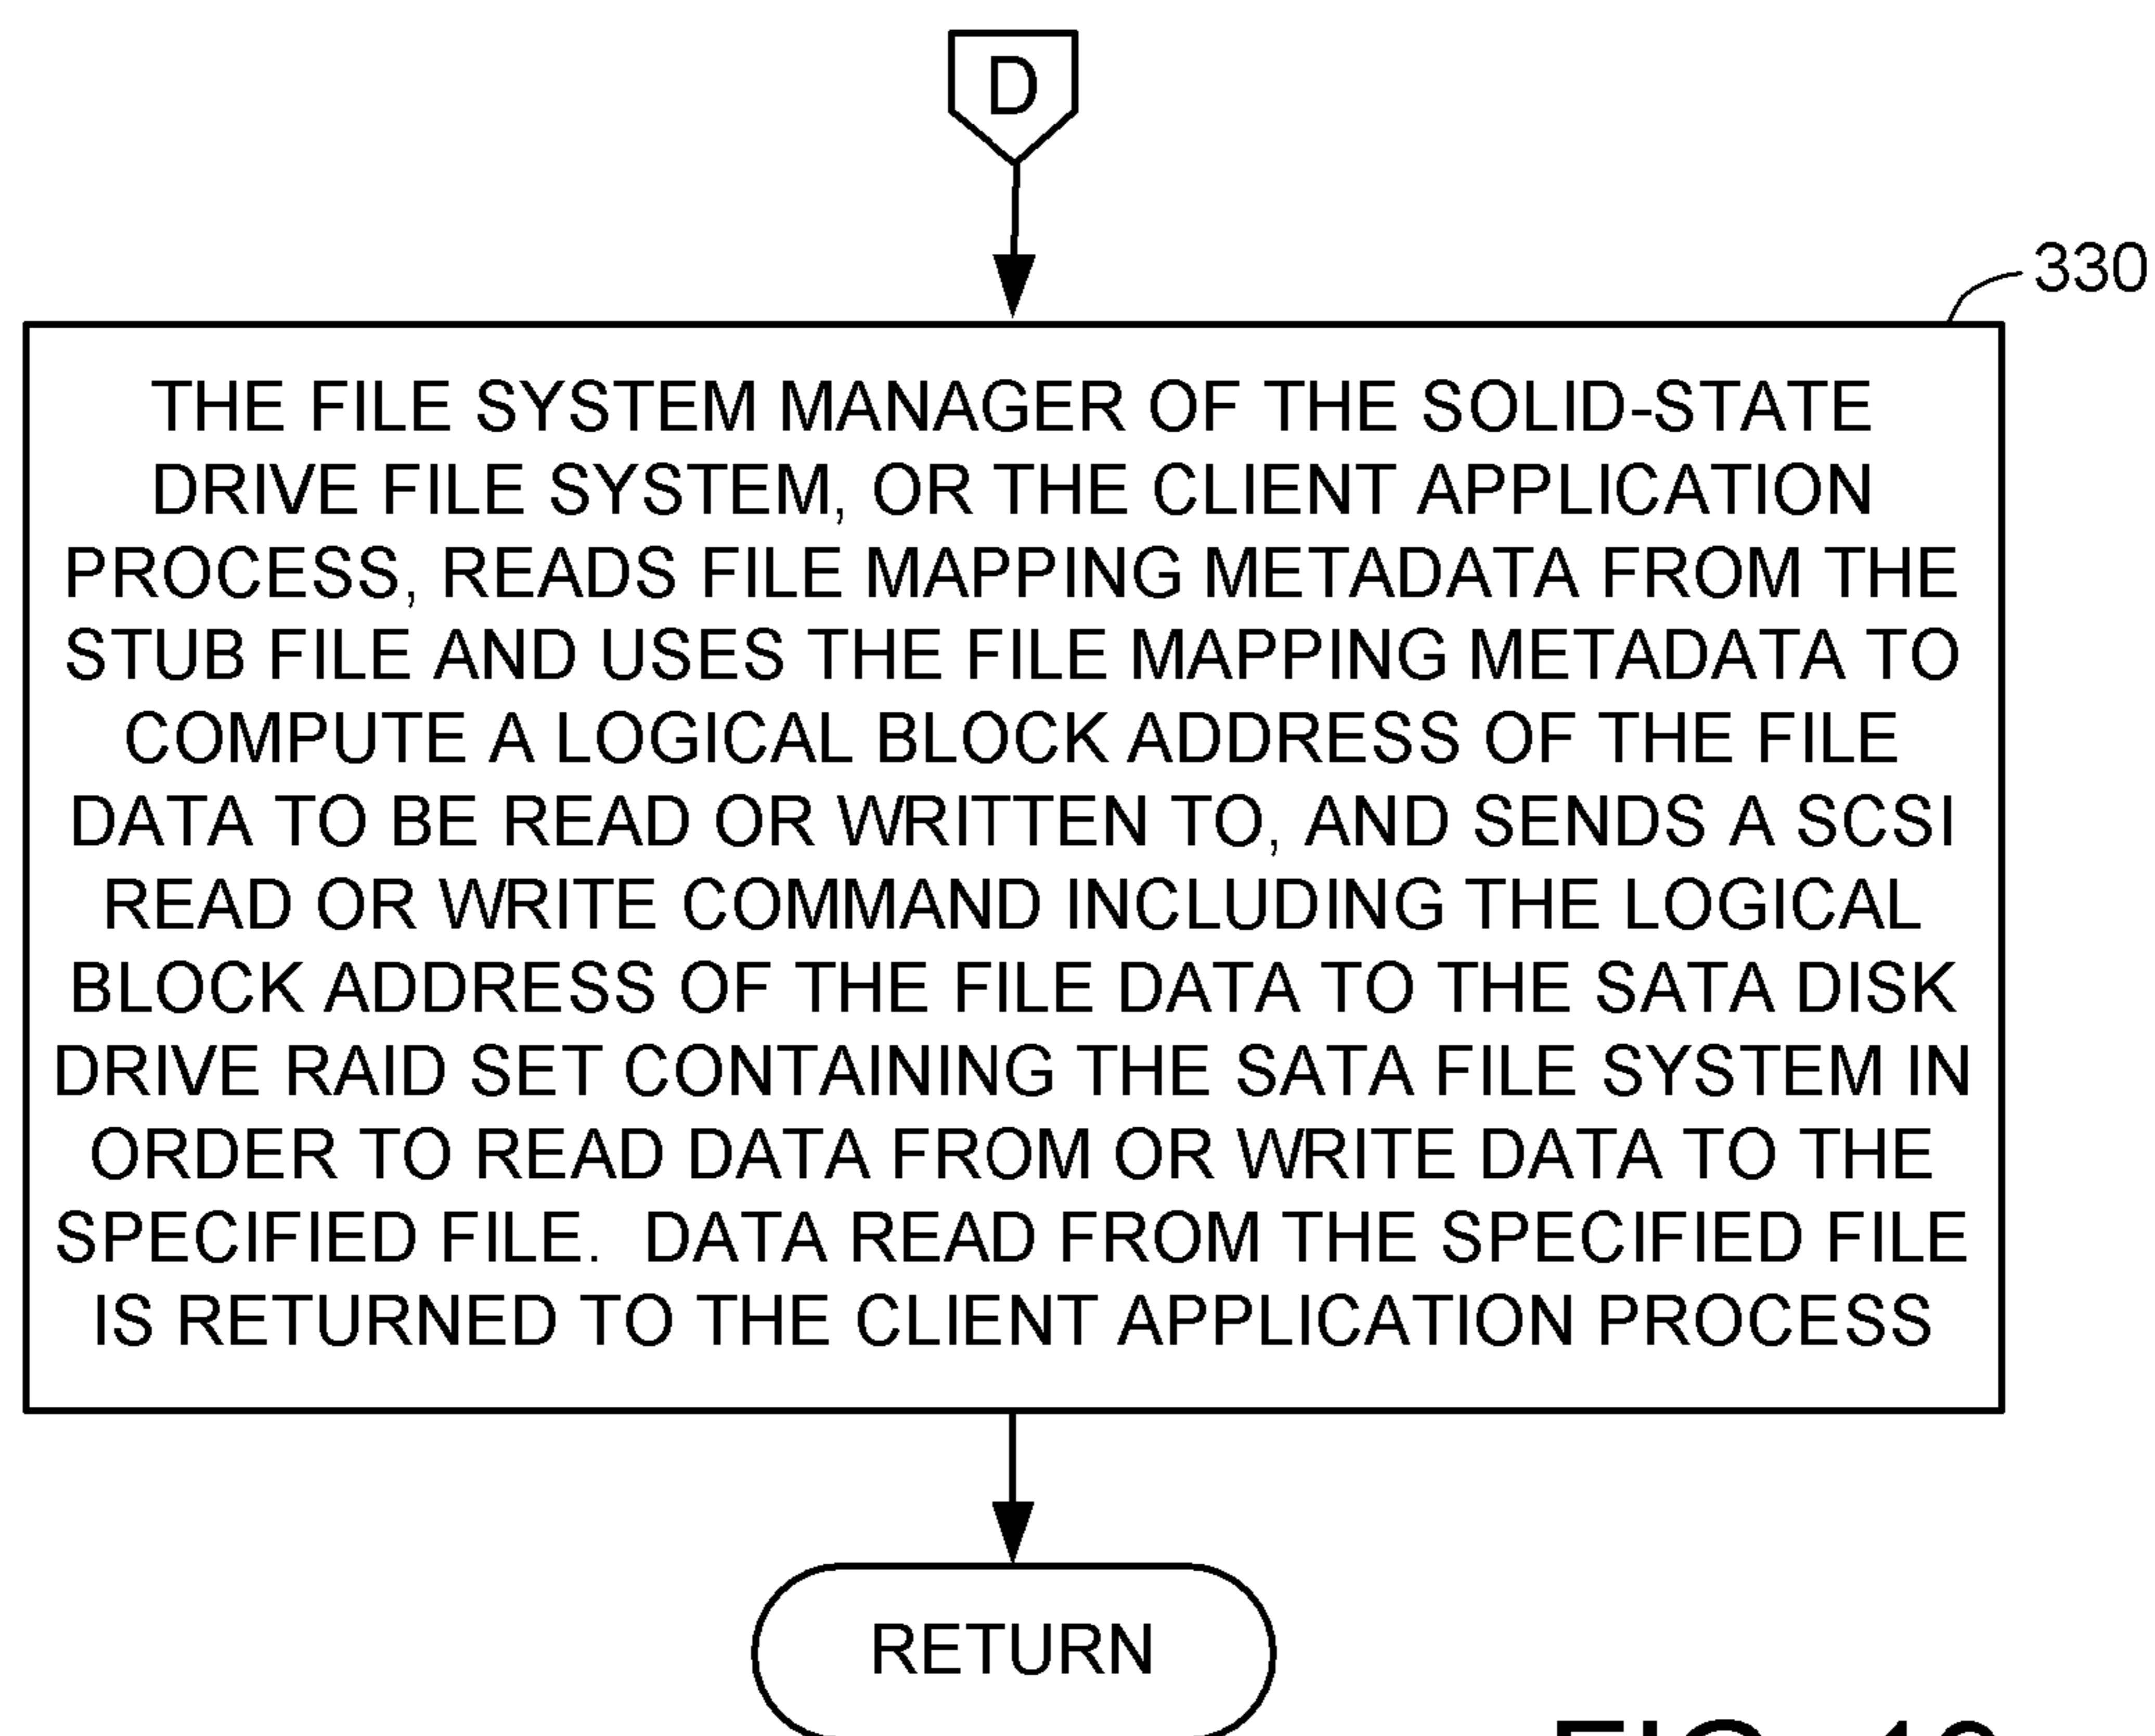 D
330
THE FILE SYSTEM MANAGER OF THE SOLID-STATE
DRIVE FILE SYSTEM, OR THE CLIENT APPLICATION
PROCESS, READS FILE MAPPING METADATA FROM THE
STUB FILE AND USES THE FILE MAPPING METADATA TO
COMPUTE A LOGICAL BLOCK ADDRESS OF THE FILE
DATA TO BE READ OR WRITTEN TO, AND SENDS A SCSI
READ OR WRITE COMMAND INCLUDING THE LOGICAL
BLOCK ADDRESS OF THE FILE DATA TO THE SATA DISK
DRIVE RAID SET CONTAINING THE SATA FILE SYSTEM IN
ORDER TO READ DATA FROM OR WRITE DATA TO THE
SPECIFIED FILE.  DATA READ FROM THE SPECIFIED FILE
IS RETURNED TO THE CLIENT APPLICATION PROCESS
RETURN